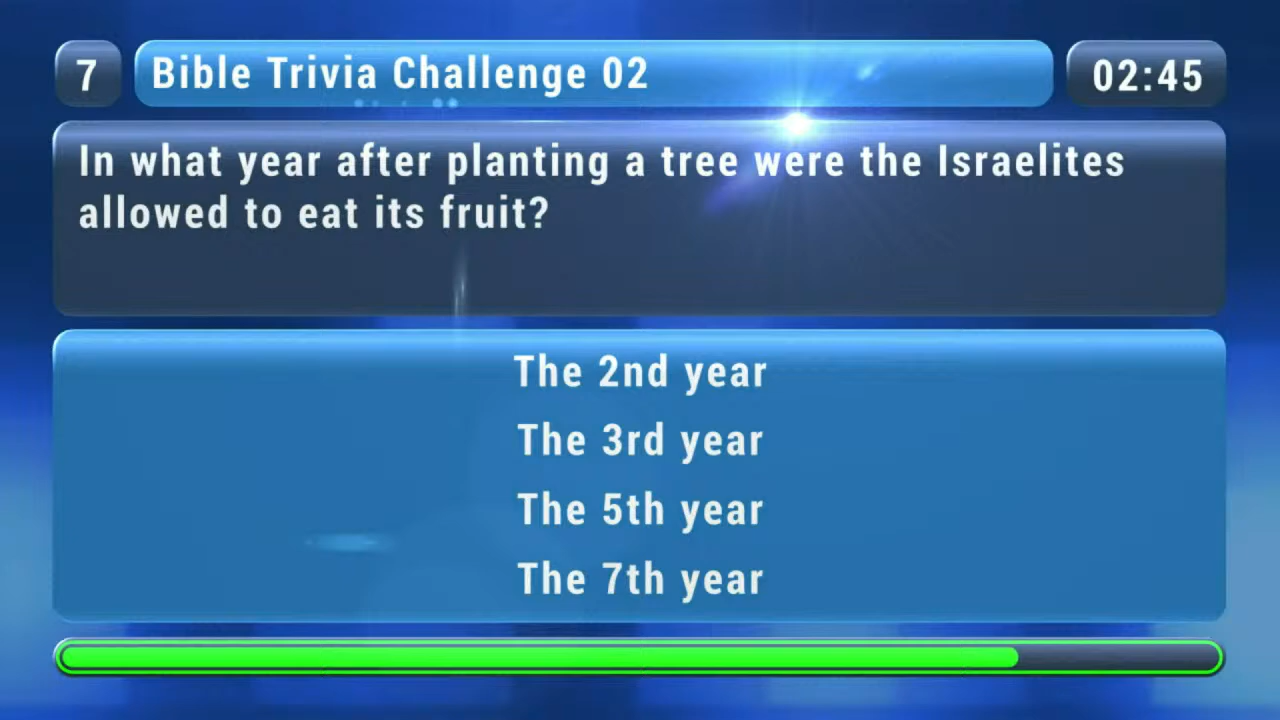 7
Bible Trivia Challenge 02
02:45
In what year after planting a tree were the Israelites
allowed to eat its fruit?
The 2nd year
The 3rd year
The 5th year
The 7th year